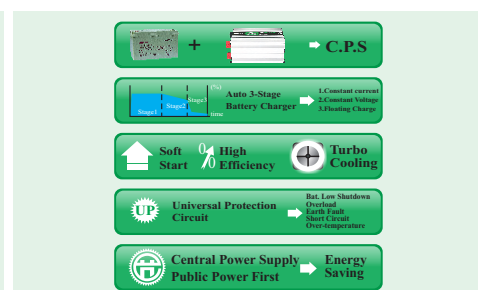 + C.P.S
(%)
Stage1 Stage2 Stage3
time
Auto 3-Stage
Battery Charger
1.Constant current
2.Constant Voltage
3.Floating Charge
Soft
Start
%
High
Efficiency
Turbo
Cooling
UP
Universal Protection
Circuit
Bat. Low Shutdown
Overload
Earth Fault
Short Circuit
Over-temperature
Central Power Supply
Public Power First
Energy
Saving